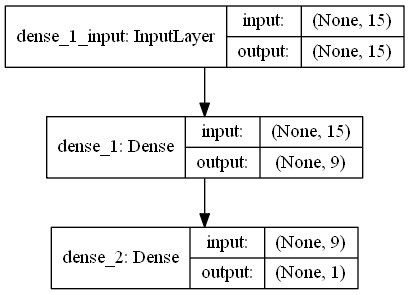 dense_1_input: InputLayer
input: (None, 15)
output: (None, 15)
dense_1: Dense
input: (None, 15)
output: (None, 9)
dense_2: Dense
input: (None, 9)
output: (None, 1)